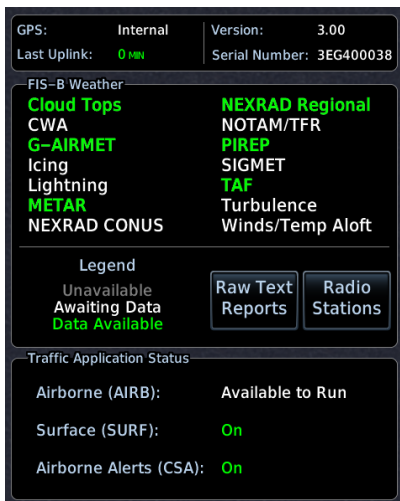 GPS: Internal
Version: 3.00
Last Uplink: 0 MIN
Serial Number: 3EG400038
FIS-B Weather
Cloud Tops NEXRAD Regional
CWA NOTAM/TFR
G-AIRMET PIREP
Icing SIGMET
Lightning TAF
METAR Turbulence
NEXRAD CONUS Winds/Temp Aloft
Legend
Unavailable
Awaiting Data
Data Available
Raw Text
Reports
Radio
Stations
Traffic Application Status
Airborne (AIRB): Available to Run
Surface (SURF): On
Airborne Alerts (CSA): On